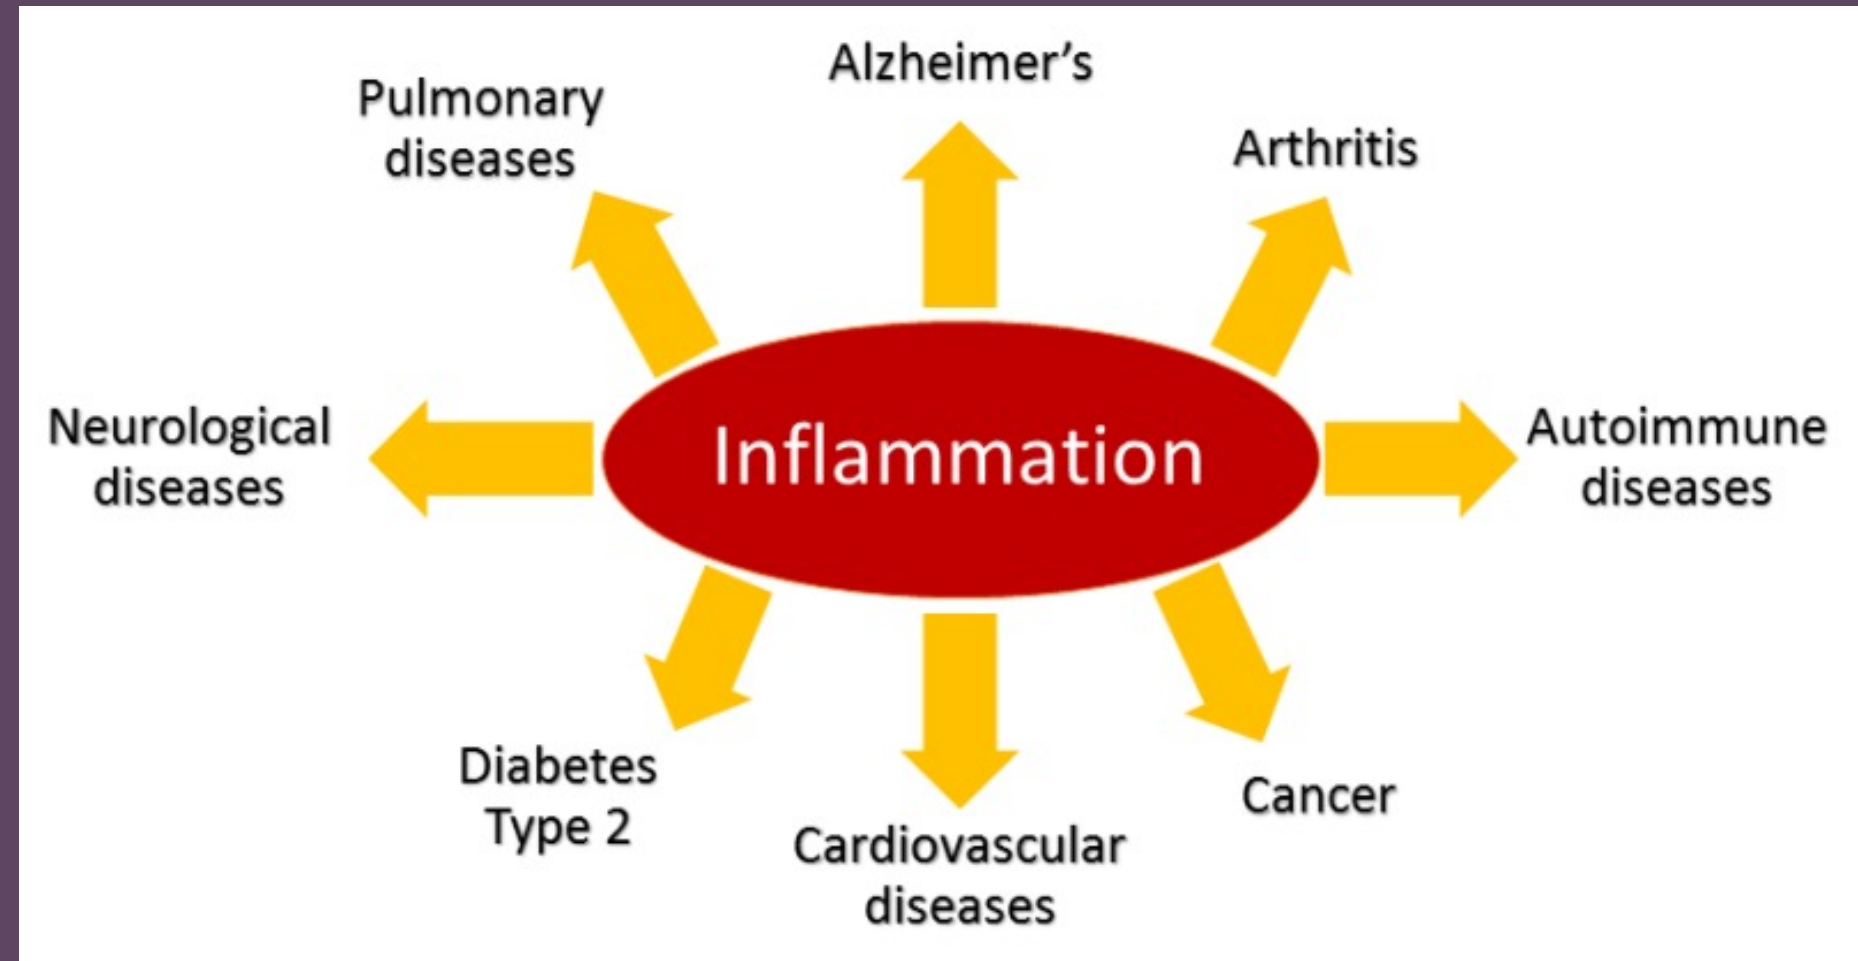 Alzheimer’s
Pulmonary
diseases
Arthritis
Neurological
diseases
Inflammation
Autoimmune
diseases
Diabetes
Type 2
Cardiovascular
diseases
Cancer